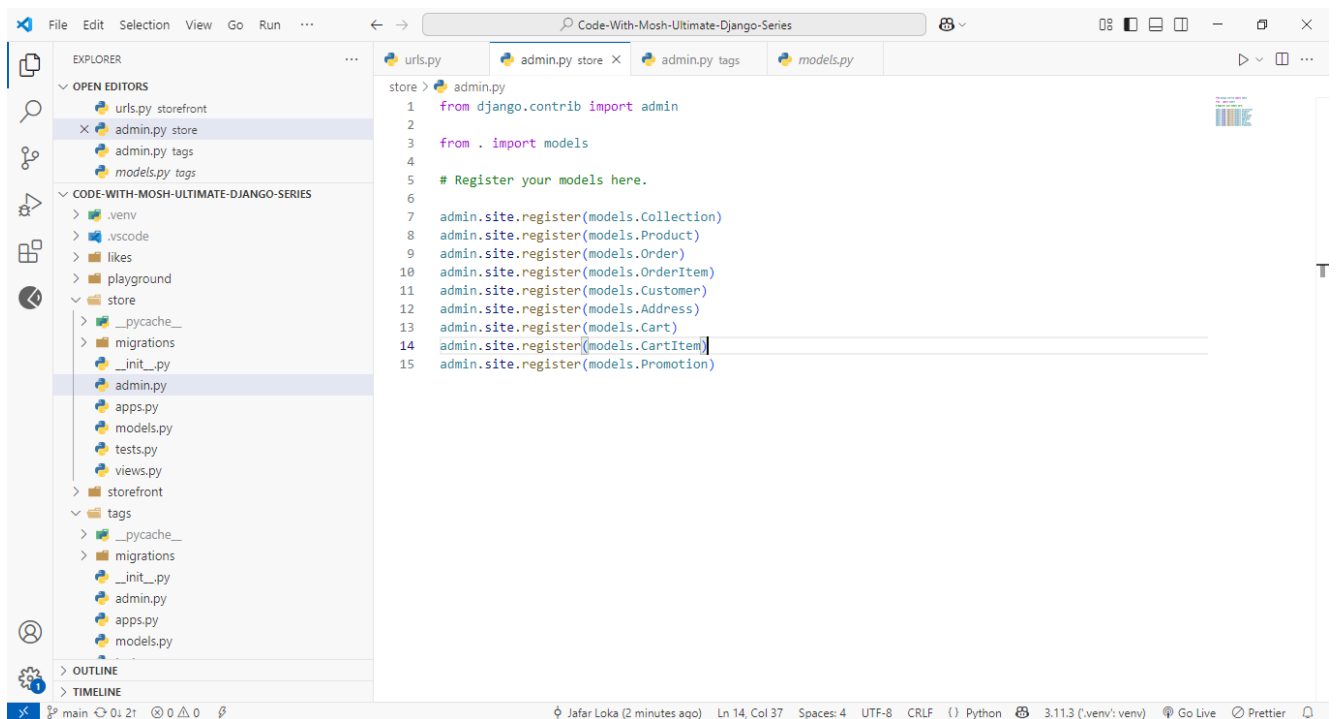 File Edit Selection View Go Run ··· Code-With-Mosh-Ultimate-Django-Series
EXPLORER ···
OPEN EDITORS
urls.py storefront
admin.py store
admin.py tags
models.py tags
CODE-WITH-MOSH-ULTIMATE-DJANGO-SERIES
.venv
.vscode
likes
playground
store
__pycache__
migrations
__init__.py
admin.py
apps.py
models.py
tests.py
views.py
storefront
tags
__pycache__
migrations
__init__.py
admin.py
apps.py
models.py
OUTLINE
TIMELINE
urls.py admin.py store admin.py tags models.py
store > admin.py
1 from django.contrib import admin
2
3 from . import models
4
5 # Register your models here.
6
7 admin.site.register(models.Collection)
8 admin.site.register(models.Product)
9 admin.site.register(models.Order)
10 admin.site.register(models.OrderItem)
11 admin.site.register(models.Customer)
12 admin.site.register(models.Address)
13 admin.site.register(models.Cart)
14 admin.site.register(models.CartItem)
15 admin.site.register(models.Promotion)
T
1
main 0↓ 2↑ 0 0 Jafar Loka (2 minutes ago) Ln 14, Col 37 Spaces: 4 UTF-8 CRLF {} Python 3.11.3 ('.venv': venv) Go Live Prettier